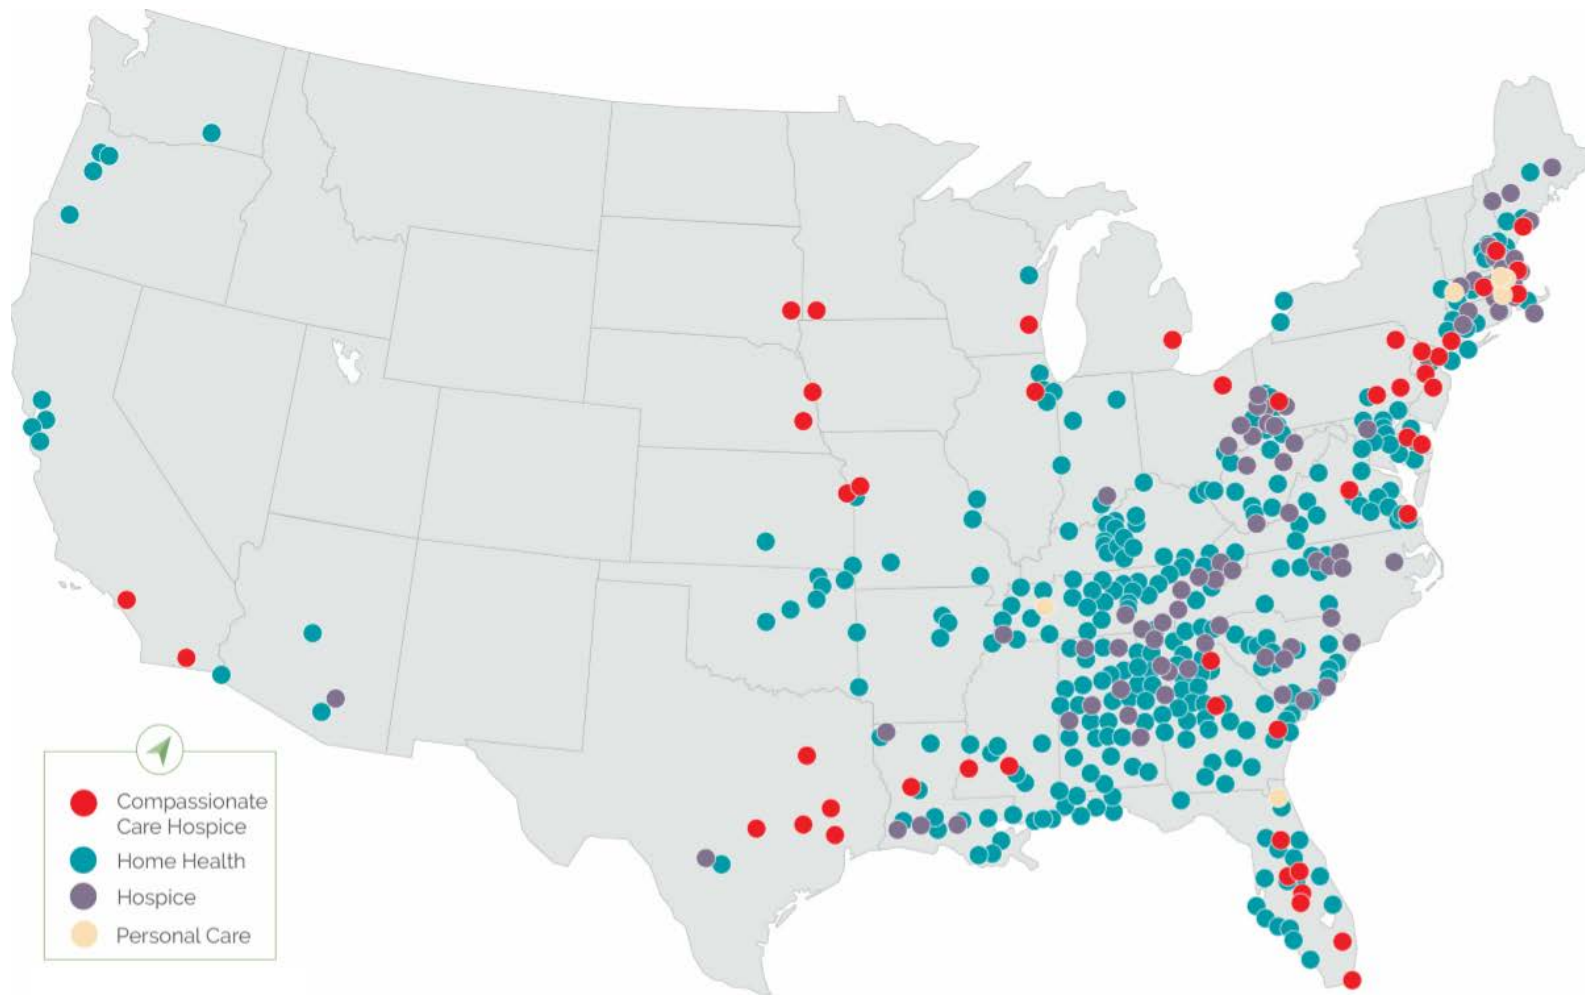 Compassionate
Care Hospice
Home Health
Hospice
Personal Care